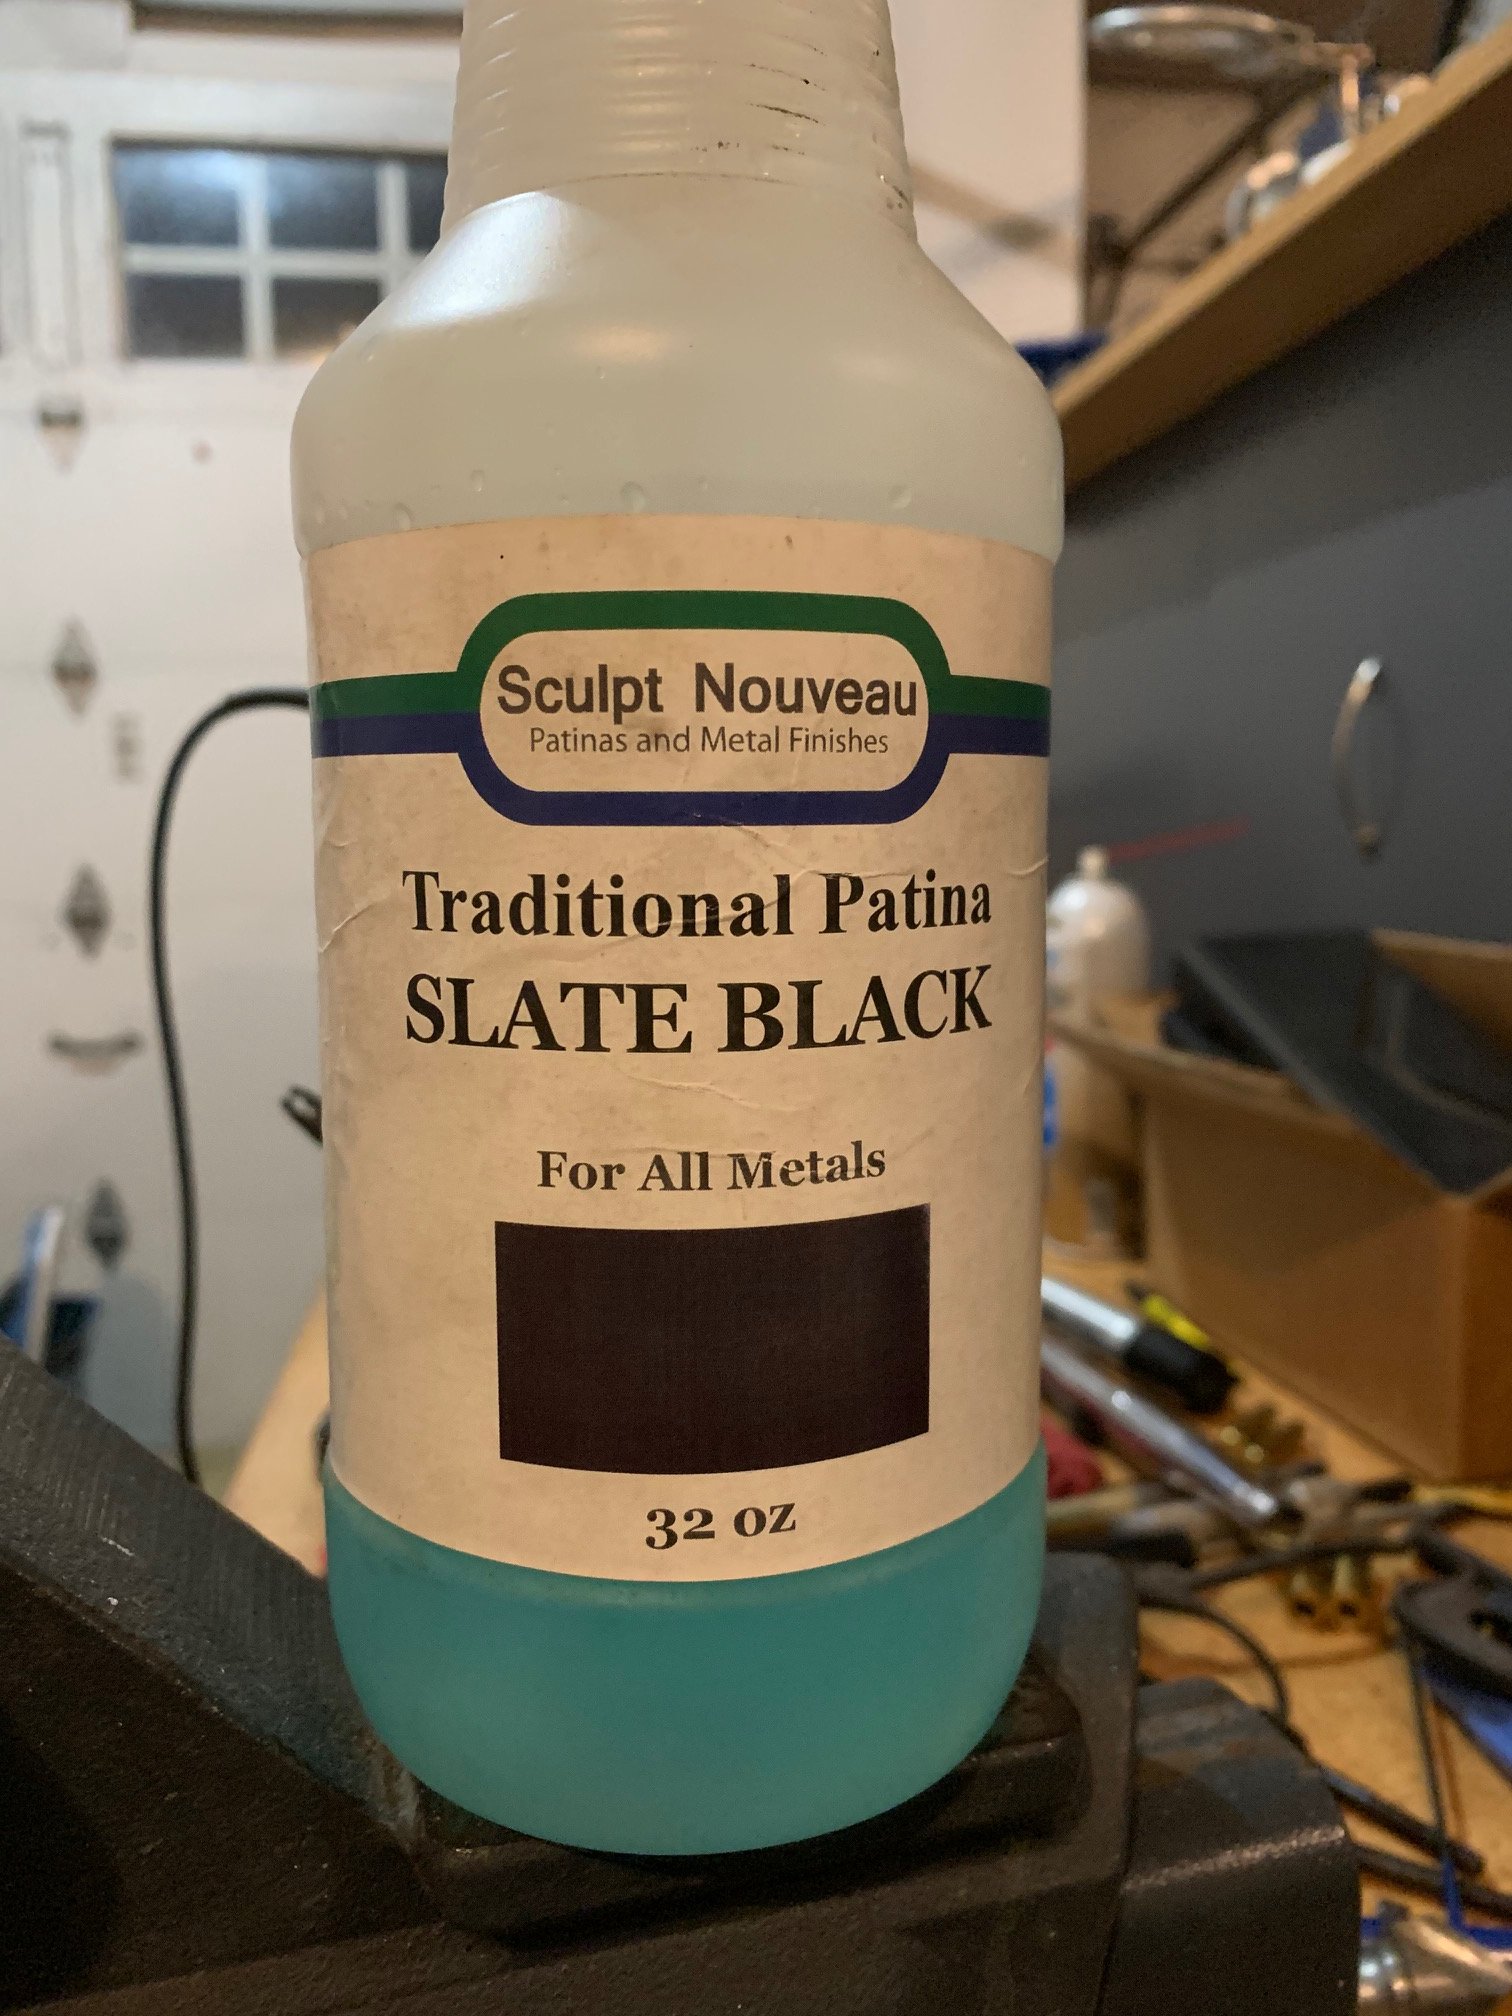 Sculpt Nouveau
Patinas and Metal Finishes
Traditional Patina
SLATE BLACK
For All Metals
32 oz